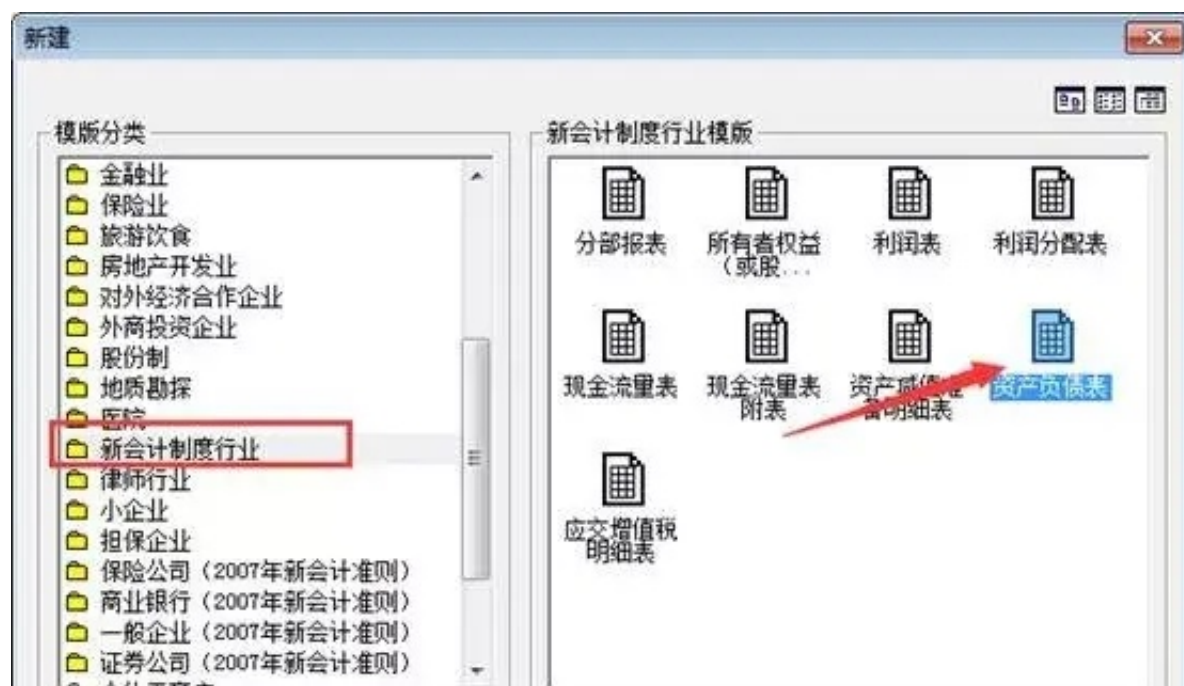 新建
模版分类
金融业
保险业
旅游饮食
房地产开发业
对外经济合作企业
外商投资企业
股份制
地质勘探
医院
新会计制度行业
律师行业
小企业
担保企业
保险公司（2007年新会计准则）
商业银行（2007年新会计准则）
一般企业（2007年新会计准则）
证券公司（2007年新会计准则）
新会计制度行业模版
分部报表
所有者权益
（或股...
利润表
利润分配表
现金流量表
现金流量表
附表
资产减值准
备明细表
资产负债表
应交增值税
明细表